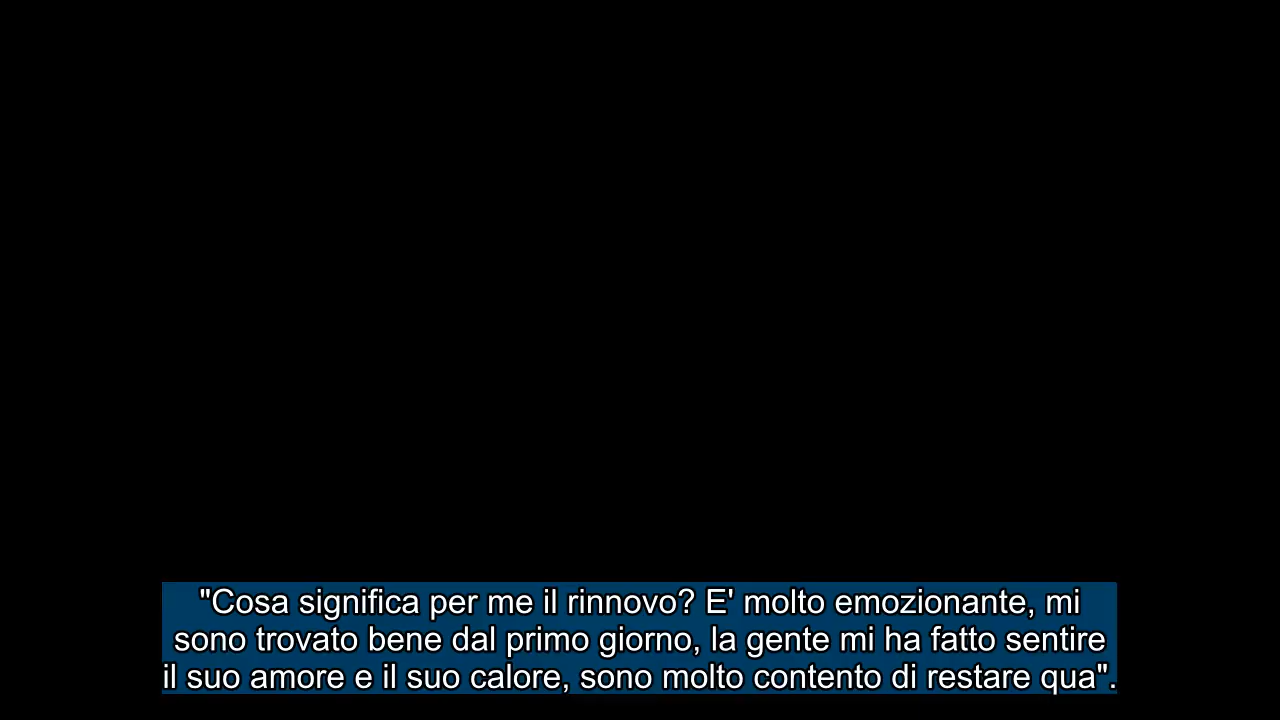 "Cosa significa per me il rinnovo? E' molto emozionante, mi
sono trovato bene dal primo giorno, la gente mi ha fatto sentire
il suo amore e il suo calore, sono molto contento di restare qua".